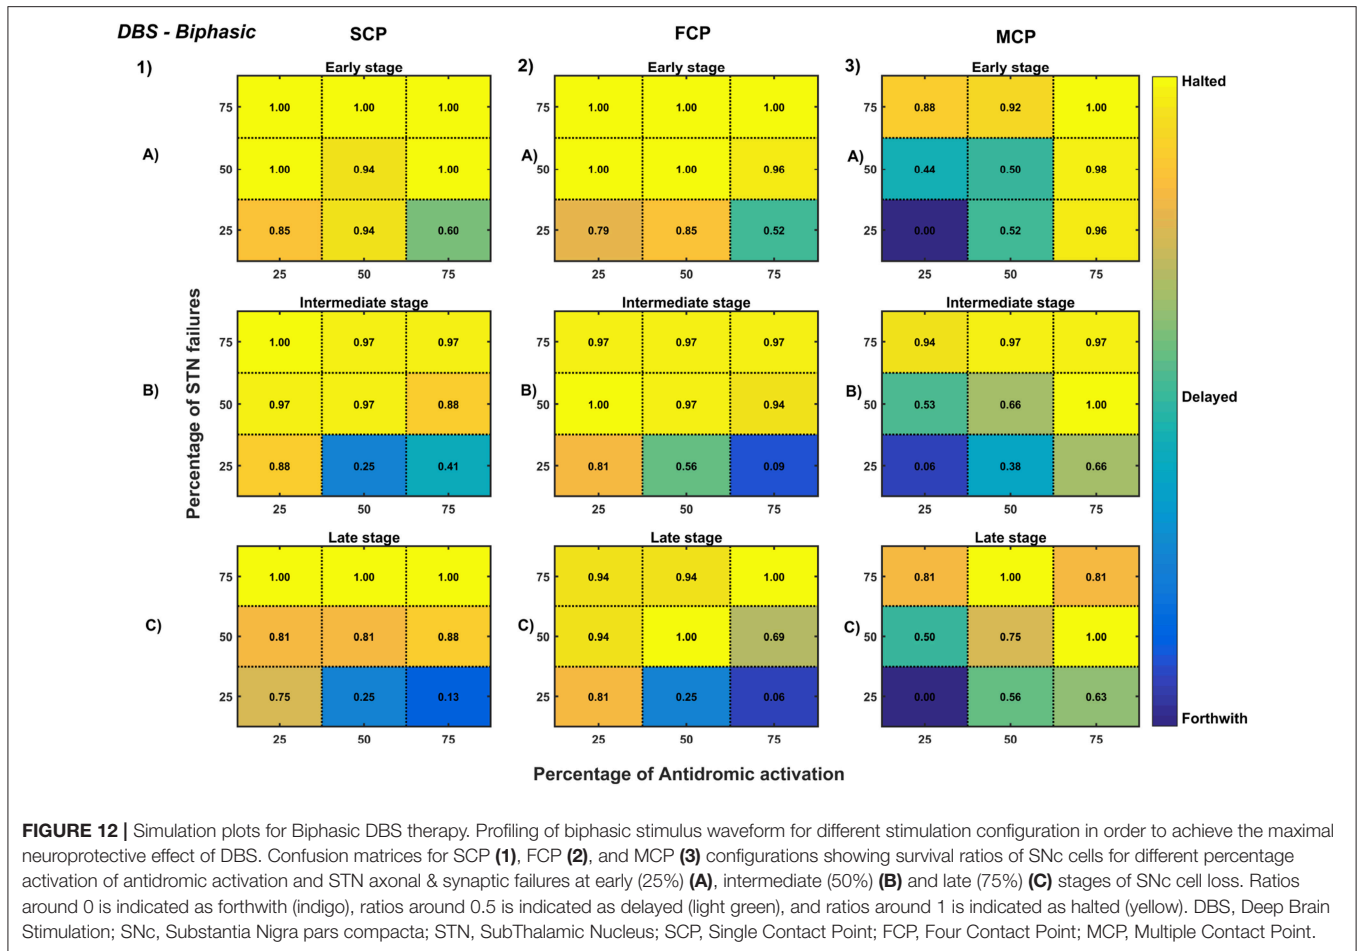 DBS - Biphasic SCP FCP MCP
1) Early stage 2) Early stage 3) Early stage Halted
75 1.00 1.00 1.00 75 1.00 1.00 1.00 75 0.88 0.92 1.00
A) A) A)
50 1.00 0.94 1.00 50 1.00 1.00 0.96 50 0.44 0.50 0.98
25 0.85 0.94 0.60 25 0.79 0.85 0.52 25 0.00 0.52 0.96
25 50 75 25 50 75 25 50 75
Percentage of STN failures
Intermediate stage Intermediate stage Intermediate stage
75 1.00 0.97 0.97 75 0.97 0.97 0.97 75 0.94 0.97 0.97
B) B) B) Delayed
50 0.97 0.97 0.88 50 1.00 0.97 0.94 50 0.53 0.66 1.00
25 0.88 0.25 0.41 25 0.81 0.56 0.09 25 0.06 0.38 0.66
25 50 75 25 50 75 25 50 75
Late stage Late stage Late stage
75 1.00 1.00 1.00 75 0.94 0.94 1.00 75 0.81 1.00 0.81
C) C) C)
50 0.81 0.81 0.88 50 0.94 1.00 0.69 50 0.50 0.75 1.00
25 0.75 0.25 0.13 25 0.81 0.25 0.06 25 0.00 0.56 0.63
Forthwith
25 50 75 25 50 75 25 50 75
Percentage of Antidromic activation
FIGURE 12 | Simulation plots for Biphasic DBS therapy. Profiling of biphasic stimulus waveform for different stimulation configuration in order to achieve the maximal
neuroprotective effect of DBS. Confusion matrices for SCP (1), FCP (2), and MCP (3) configurations showing survival ratios of SNc cells for different percentage
activation of antidromic activation and STN axonal & synaptic failures at early (25%) (A), intermediate (50%) (B) and late (75%) (C) stages of SNc cell loss. Ratios
around 0 is indicated as forthwith (indigo), ratios around 0.5 is indicated as delayed (light green), and ratios around 1 is indicated as halted (yellow). DBS, Deep Brain
Stimulation; SNc, Substantia Nigra pars compacta; STN, SubThalamic Nucleus; SCP, Single Contact Point; FCP, Four Contact Point; MCP, Multiple Contact Point.